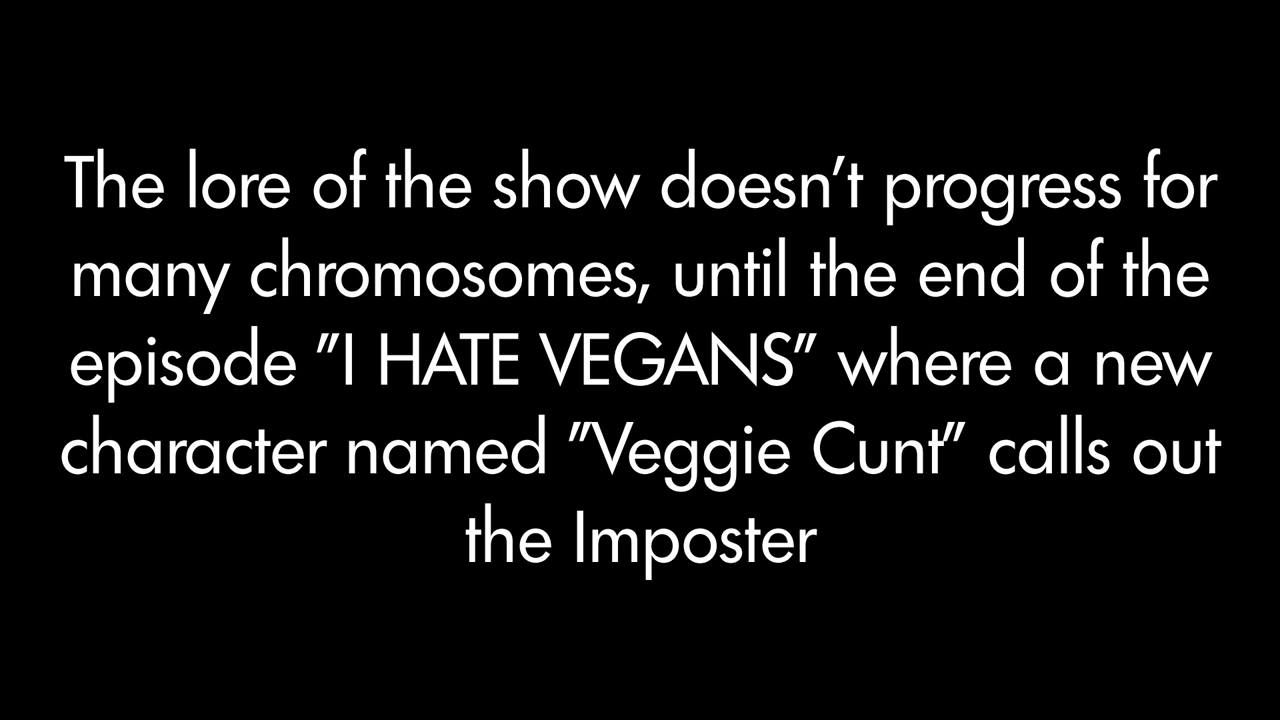 The lore of the show doesn’t progress for
many chromosomes, until the end of the
episode ”I HATE VEGANS” where a new
character named ”Veggie Cunt” calls out
the Imposter